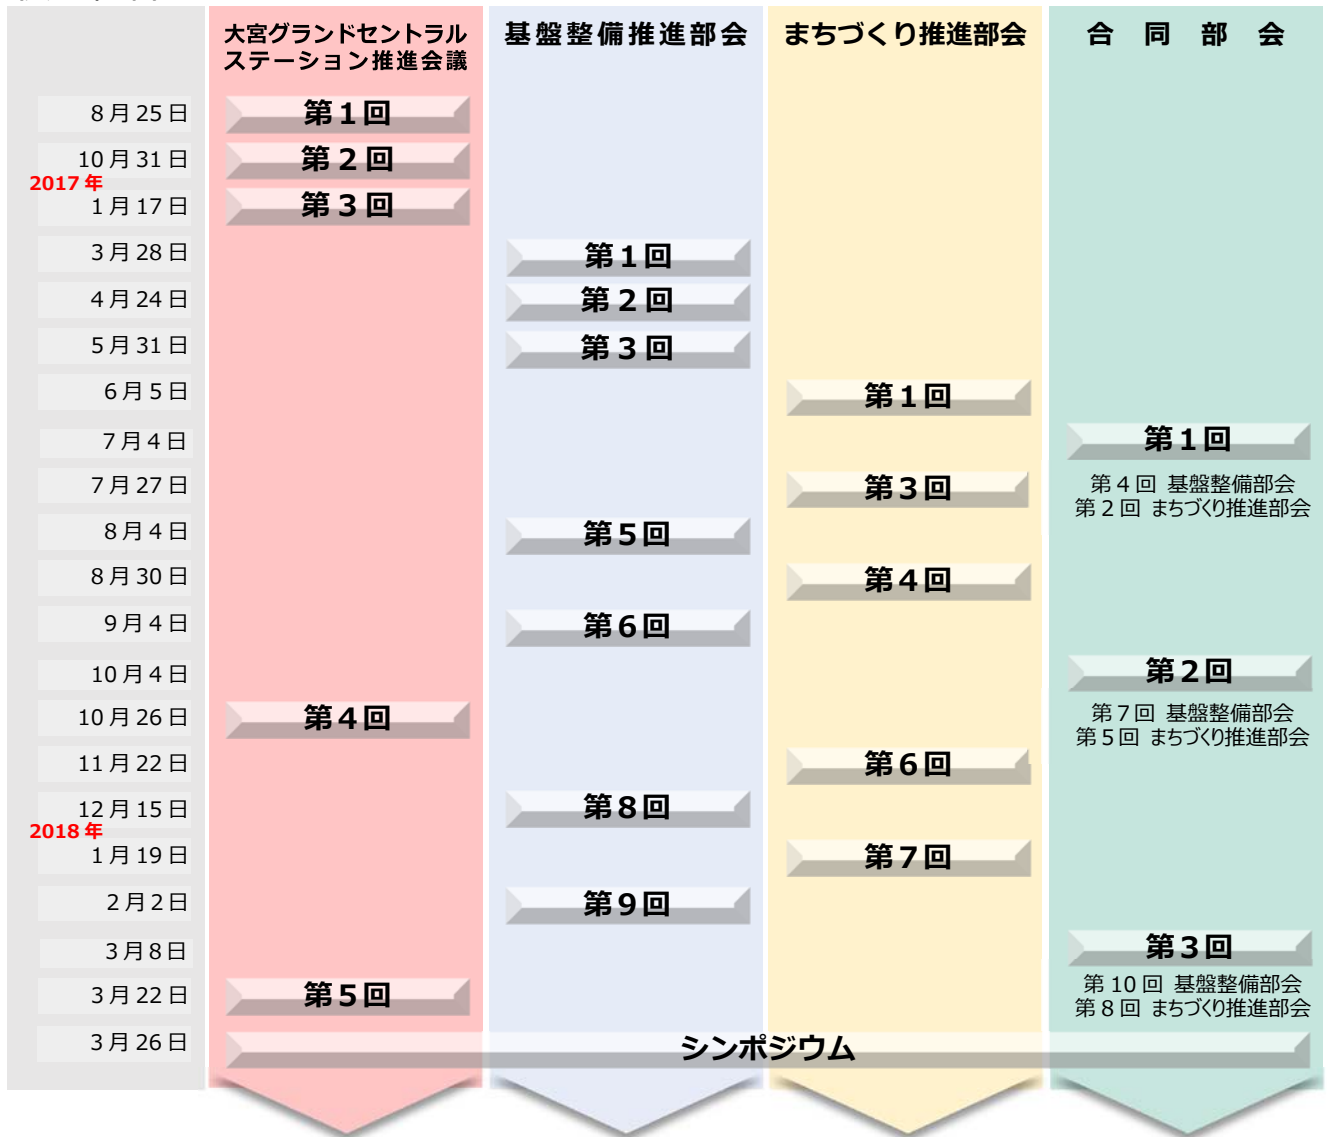 大宮グランドセントラル
ステーション推進会議
基盤整備推進部会
まちづくり推進部会
合同部会
8月25日
第1回
10月31日
第2回
2017年
1月17日
第3回
3月28日
第1回
4月24日
第2回
5月31日
第3回
6月5日
第1回
7月4日
第1回
7月27日
第3回
第4回 基盤整備部会
第2回 まちづくり推進部会
8月4日
第5回
8月30日
第4回
9月4日
第6回
10月4日
第2回
10月26日
第4回
第7回 基盤整備部会
第5回 まちづくり推進部会
11月22日
第6回
12月15日
第8回
2018年
1月19日
第7回
2月2日
第9回
3月8日
第3回
3月22日
第5回
第10回 基盤整備部会
第8回 まちづくり推進部会
3月26日
シンポジウム